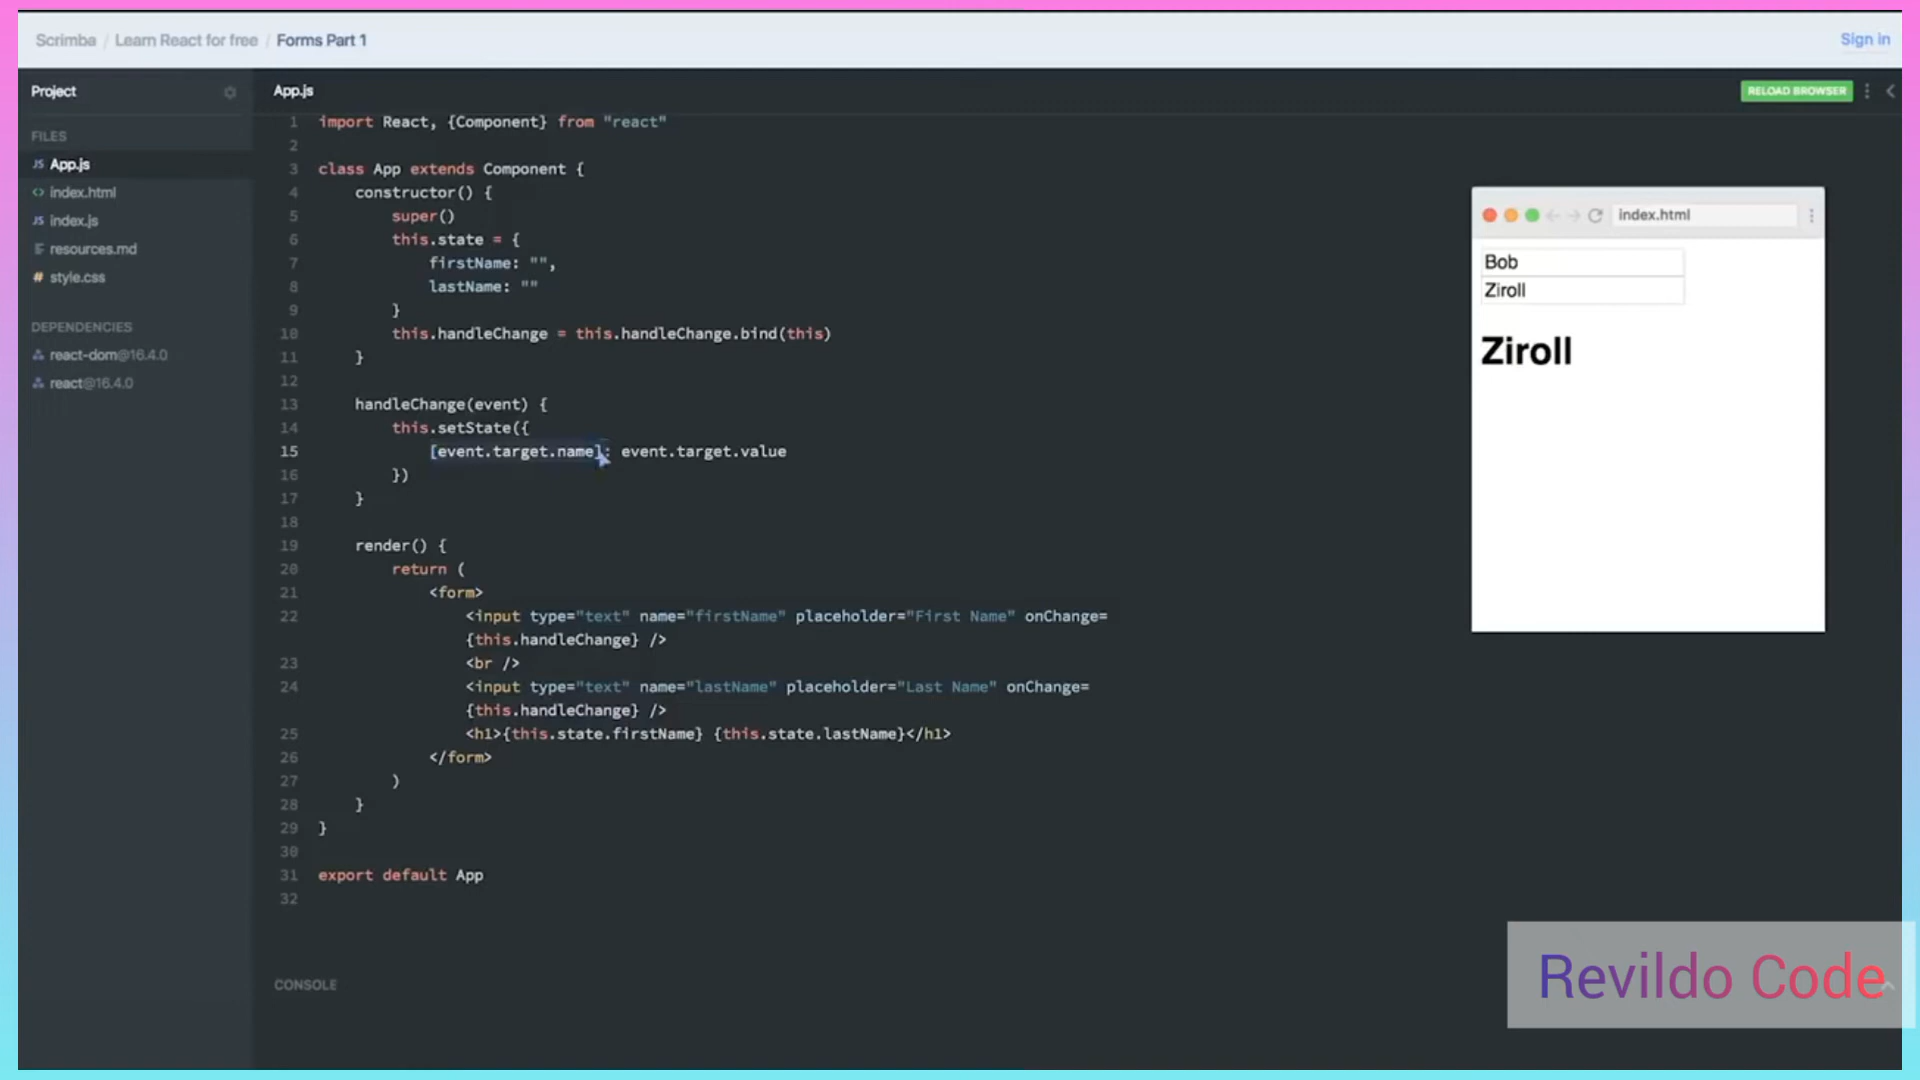 Scrimba / Learn React for free / Forms Part 1
Sign in
Project
App.js
RELOAD BROWSER
FILES
JS App.js
<> index.html
JS index.js
resources.md
# style.css
DEPENDENCIES
react-dom@16.4.0
react@16.4.0
1 import React, {Component} from "react"
2
3 class App extends Component {
4 constructor() {
5 super()
6 this.state = {
7 firstName: "",
8 lastName: ""
9 }
10 this.handleChange = this.handleChange.bind(this)
11 }
12
13 handleChange(event) {
14 this.setState({
15 [event.target.name]: event.target.value
16 })
17 }
18
19 render() {
20 return (
21 <form>
22 <input type="text" name="firstName" placeholder="First Name" onChange=
{this.handleChange} />
23 <br />
24 <input type="text" name="lastName" placeholder="Last Name" onChange=
{this.handleChange} />
25 <h1>{this.state.firstName} {this.state.lastName}</h1>
26 </form>
27 )
28 }
29 }
30
31 export default App
32
CONSOLE
index.html
Bob
Ziroll
Ziroll
Revildo Code